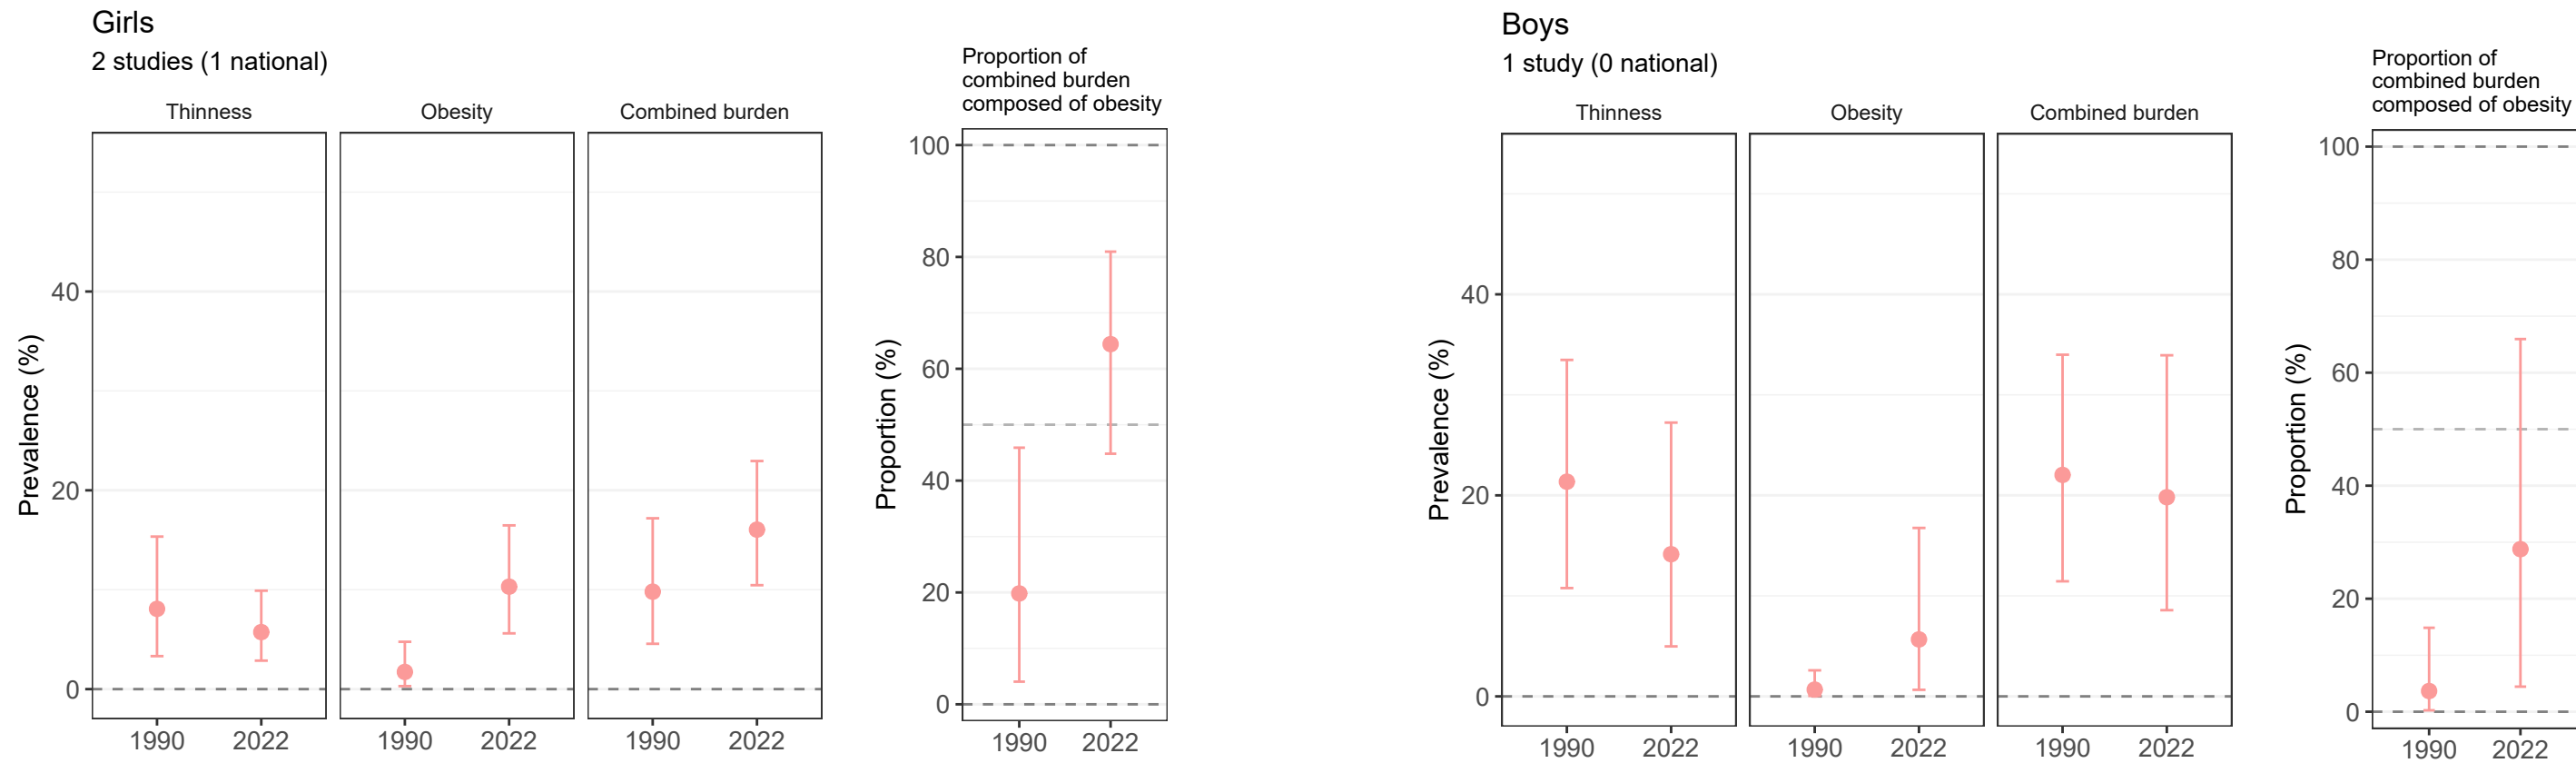 Girls
2 studies (1 national)
Thinness
Obesity
Combined burden
Prevalence (%)
40
20
0
1990 2022
1990 2022
1990 2022
Proportion of
combined burden
composed of obesity
Proportion (%)
100
80
60
40
20
0
1990 2022
Boys
1 study (0 national)
Thinness
Obesity
Combined burden
Prevalence (%)
40
20
0
1990 2022
1990 2022
1990 2022
Proportion of
combined burden
composed of obesity
Proportion (%)
100
80
60
40
20
0
1990 2022